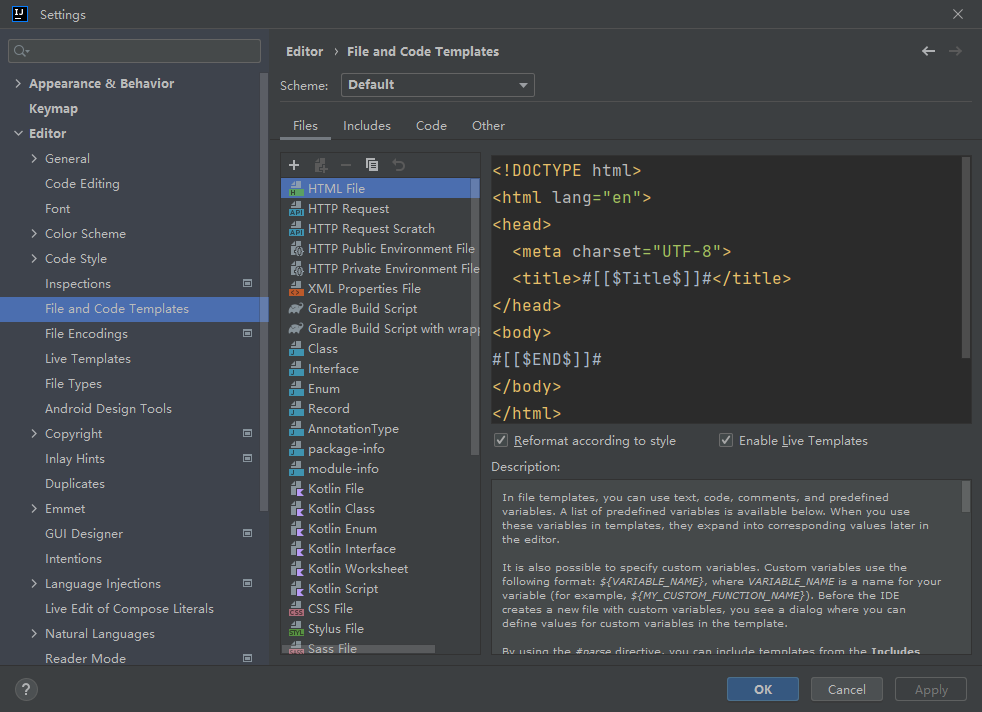 Settings
Appearance & Behavior
Keymap
Editor
General
Code Editing
Font
Color Scheme
Code Style
Inspections
File and Code Templates
File Encodings
Live Templates
File Types
Android Design Tools
Copyright
Inlay Hints
Duplicates
Emmet
GUI Designer
Intentions
Language Injections
Live Edit of Compose Literals
Natural Languages
Reader Mode
Editor › File and Code Templates
Scheme: Default
Files Includes Code Other
HTML File
HTTP Request
HTTP Request Scratch
HTTP Public Environment File
HTTP Private Environment File
XML Properties File
Gradle Build Script
Gradle Build Script with wrapp
Class
Interface
Enum
Record
AnnotationType
package-info
module-info
Kotlin File
Kotlin Class
Kotlin Enum
Kotlin Interface
Kotlin Worksheet
Kotlin Script
CSS File
Stylus File
Sass File
<!DOCTYPE html>
<html lang="en">
<head>
  <meta charset="UTF-8">
  <title>#[[$Title$]]#</title>
</head>
<body>
#[[$END$]]#
</body>
</html>
Reformat according to style Enable Live Templates
Description:
In file templates, you can use text, code, comments, and predefined
variables. A list of predefined variables is available below. When you use
these variables in templates, they expand into corresponding values later in
the editor.
It is also possible to specify custom variables. Custom variables use the
following format: ${VARIABLE_NAME}, where VARIABLE_NAME is a name for your
variable (for example, ${MY_CUSTOM_FUNCTION_NAME}). Before the IDE
creates a new file with custom variables, you see a dialog where you can
define values for custom variables in the template.
By using the #parse directive, you can include templates from the Includes
? OK Cancel Apply